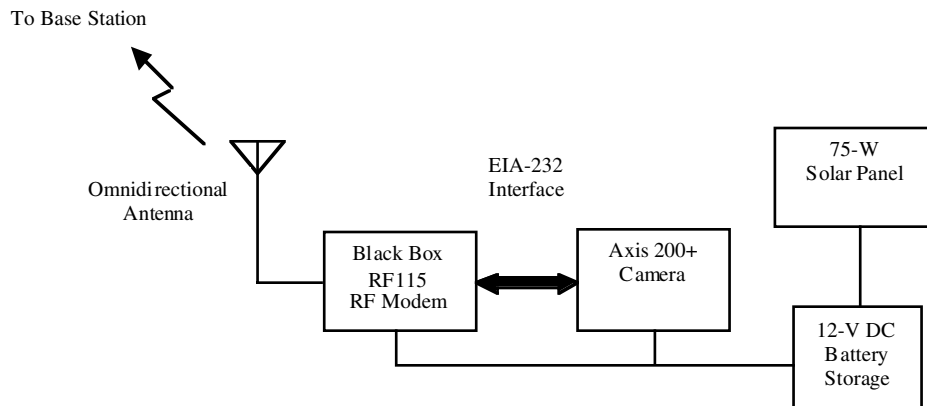 To Base Station
Omnidirectional
Antenna
EIA-232
Interface
75-W
Solar Panel
Black Box
RF115
RF Modem
Axis 200+
Camera
12-V DC
Battery
Storage